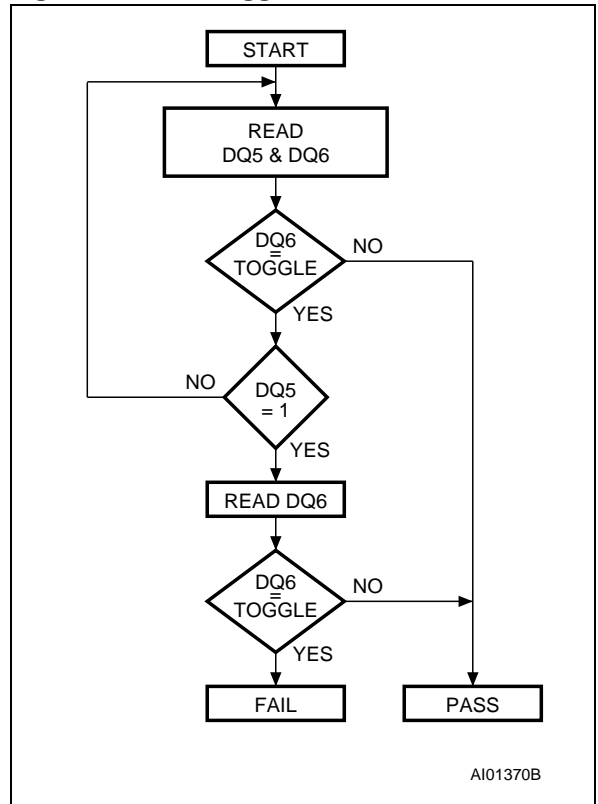 START
READ
DQ5 & DQ6
DQ6
=
TOGGLE
NO
YES
NO
DQ5
= 1
YES
READ DQ6
DQ6
=
TOGGLE
NO
YES
FAIL
PASS
AI01370B